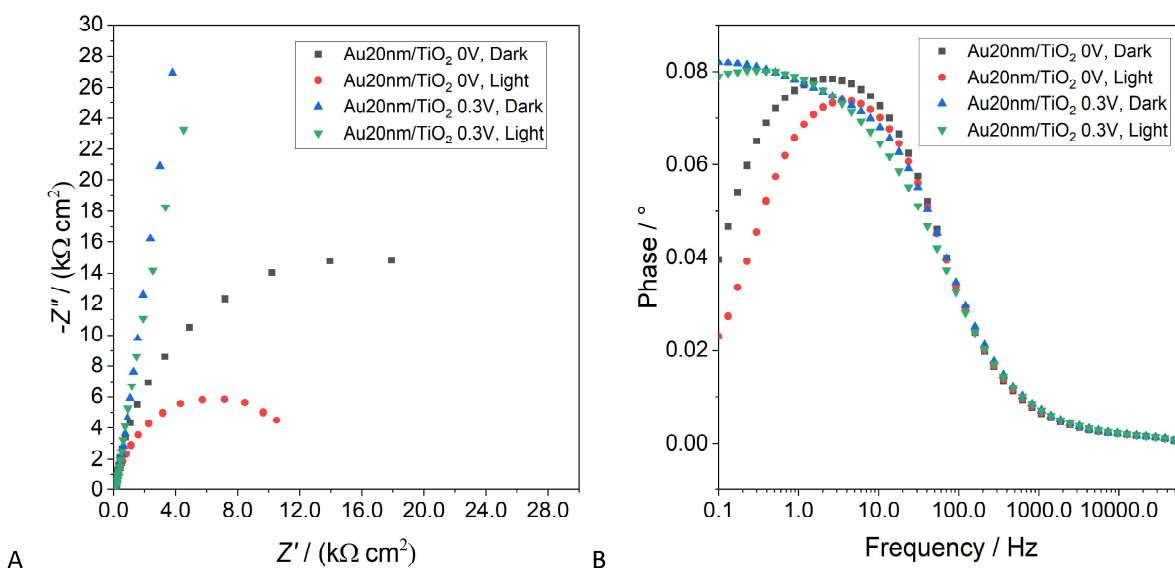 30
28
26
24
22
20
18
16
14
12
10
8
6
4
2
0
-Z″ / (kΩ cm²)
Au20nm/TiO₂ 0V, Dark
Au20nm/TiO₂ 0V, Light
Au20nm/TiO₂ 0.3V, Dark
Au20nm/TiO₂ 0.3V, Light
0.0 4.0 8.0 12.0 16.0 20.0 24.0 28.0
Z' / (kΩ cm²)
A
0.08
0.06
0.04
0.02
0.00
Phase / °
Au20nm/TiO₂ 0V, Dark
Au20nm/TiO₂ 0V, Light
Au20nm/TiO₂ 0.3V, Dark
Au20nm/TiO₂ 0.3V, Light
0.1 1.0 10.0 100.0 1000.0 10000.0
Frequency / Hz
B